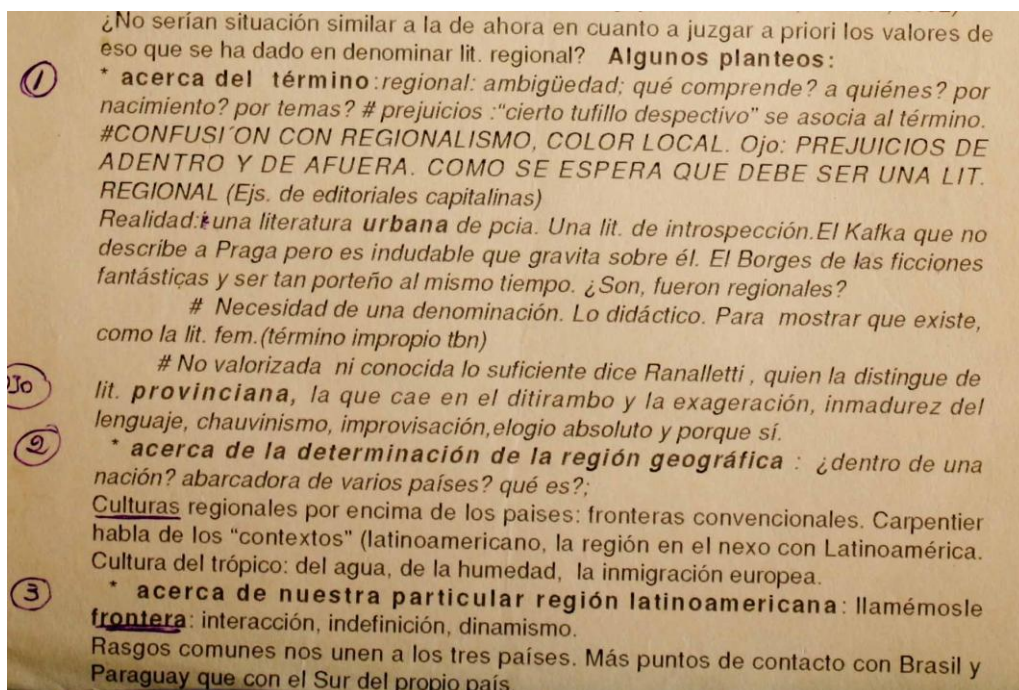 ¿No serían situación similar a la de ahora en cuanto a juzgar a priori los valores de
eso que se ha dado en denominar lit. regional? Algunos planteos:
1 * acerca del término:regional: ambigüedad; qué comprende? a quiénes? por
nacimiento? por temas? # prejuicios :"cierto tufillo despectivo" se asocia al término.
#CONFUSI´ON CON REGIONALISMO, COLOR LOCAL. Ojo: PREJUICIOS DE
ADENTRO Y DE AFUERA. COMO SE ESPERA QUE DEBE SER UNA LIT.
REGIONAL (Ejs. de editoriales capitalinas)
Realidad: una literatura urbana de pcia. Una lit. de introspección.El Kafka que no
describe a Praga pero es indudable que gravita sobre él. El Borges de las ficciones
fantásticas y ser tan porteño al mismo tiempo. ¿Son, fueron regionales?
# Necesidad de una denominación. Lo didáctico. Para mostrar que existe,
como la lit. fem.(término impropio tbn)
# No valorizada ni conocida lo suficiente dice Ranalletti , quien la distingue de
OJO lit. provinciana, la que cae en el ditirambo y la exageración, inmadurez del
lenguaje, chauvinismo, improvisación,elogio absoluto y porque sí.
2 * acerca de la determinación de la región geográfica : ¿dentro de una
nación? abarcadora de varios países? qué es?;
Culturas regionales por encima de los paises: fronteras convencionales. Carpentier
habla de los "contextos" (latinoamericano, la región en el nexo con Latinoamérica.
Cultura del trópico: del agua, de la humedad, la inmigración europea.
3 * acerca de nuestra particular región latinoamericana: llamémosle
frontera: interacción, indefinición, dinamismo.
Rasgos comunes nos unen a los tres países. Más puntos de contacto con Brasil y
Paraguay que con el Sur del propio país